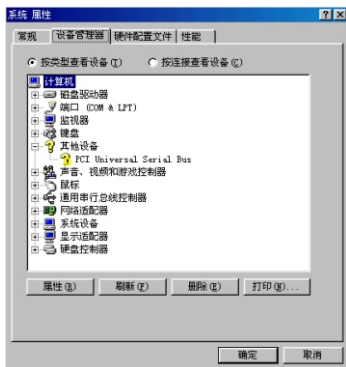 系统 属性
常规 设备管理器 硬件配置文件 性能
按类型查看设备(T) 按连接查看设备(C)
计算机
磁盘驱动器
端口 (COM & LPT)
监视器
键盘
其他设备
PCI Universal Serial Bus
声音、视频和游戏控制器
鼠标
通用串行总线控制器
网络适配器
系统设备
显示适配器
硬盘控制器
属性(R) 刷新(F) 删除(E) 打印(N)...
确定 取消